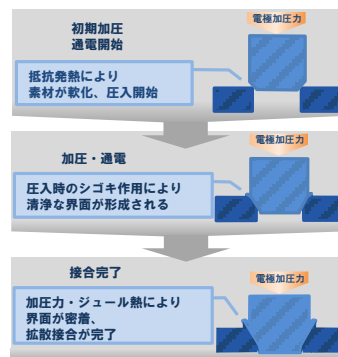 初期加圧
通電開始
電極加圧力
抵抗発熱により
素材が軟化、圧入開始
加圧・通電
電極加圧力
圧入時のシゴキ作用により
清浄な界面が形成される
接合完了
電極加圧力
加圧力・ジュール熱により
界面が密着、
拡散接合が完了